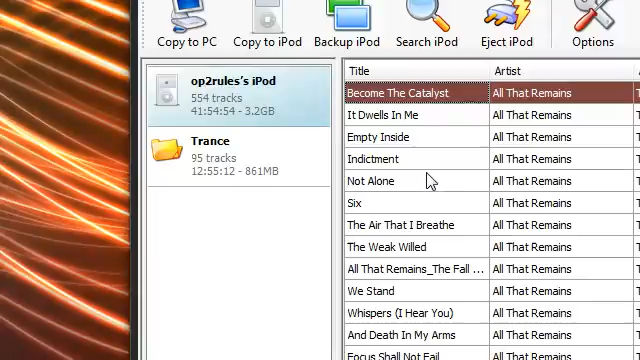 Copy to PC Copy to iPod Backup iPod Search iPod Eject iPod Options
op2rules's iPod
554 tracks
41:54:54 - 3.2GB
Trance
95 tracks
12:55:12 - 861MB
Title Artist
Become The Catalyst All That Remains
It Dwells In Me All That Remains
Empty Inside All That Remains
Indictment All That Remains
Not Alone All That Remains
Six All That Remains
The Air That I Breathe All That Remains
The Weak Willed All That Remains
All That Remains_The Fall ... All That Remains
We Stand All That Remains
Whispers (I Hear You) All That Remains
And Death In My Arms All That Remains
Focus Shall Not Fail All That Remains